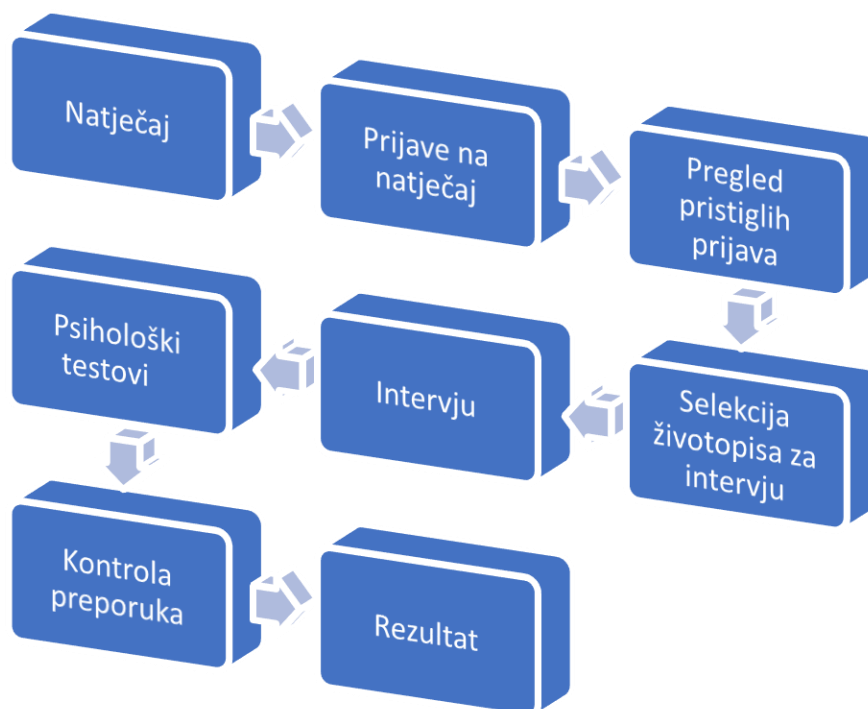 Natječaj
Prijave na
natječaj
Pregled
pristiglih
prijava
Selekcija
životopisa za
intervju
Intervju
Psihološki
testovi
Kontrola
preporuka
Rezultat